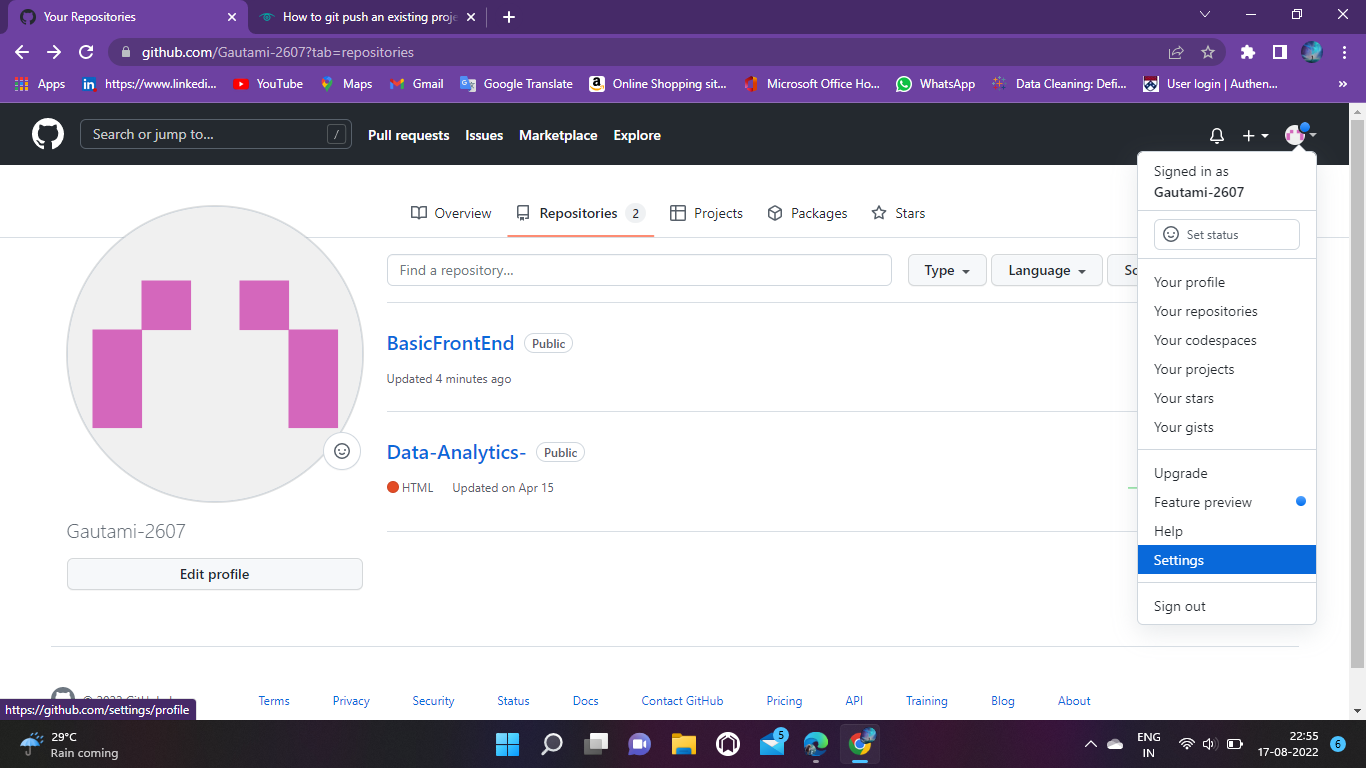 Your Repositories
How to git push an existing proje
github.com/Gautami-2607?tab=repositories
Apps
https://www.linkedi...
YouTube
Maps
Gmail
Google Translate
Online Shopping sit...
Microsoft Office Ho...
WhatsApp
Data Cleaning: Defi...
User login | Authen...
Search or jump to...
/
Pull requests
Issues
Marketplace
Explore
Signed in as
Gautami-2607
Set status
Your profile
Your repositories
Your codespaces
Your projects
Your stars
Your gists
Upgrade
Feature preview
Help
Settings
Sign out
Overview
Repositories 2
Projects
Packages
Stars
Find a repository...
Type
Language
BasicFrontEnd Public
Updated 4 minutes ago
Data-Analytics- Public
HTML Updated on Apr 15
Gautami-2607
Edit profile
Terms
Privacy
Security
Status
Docs
Contact GitHub
Pricing
API
Training
Blog
About
https://github.com/settings/profile
29°C
Rain coming
5
ENG
IN
22:55
17-08-2022
6